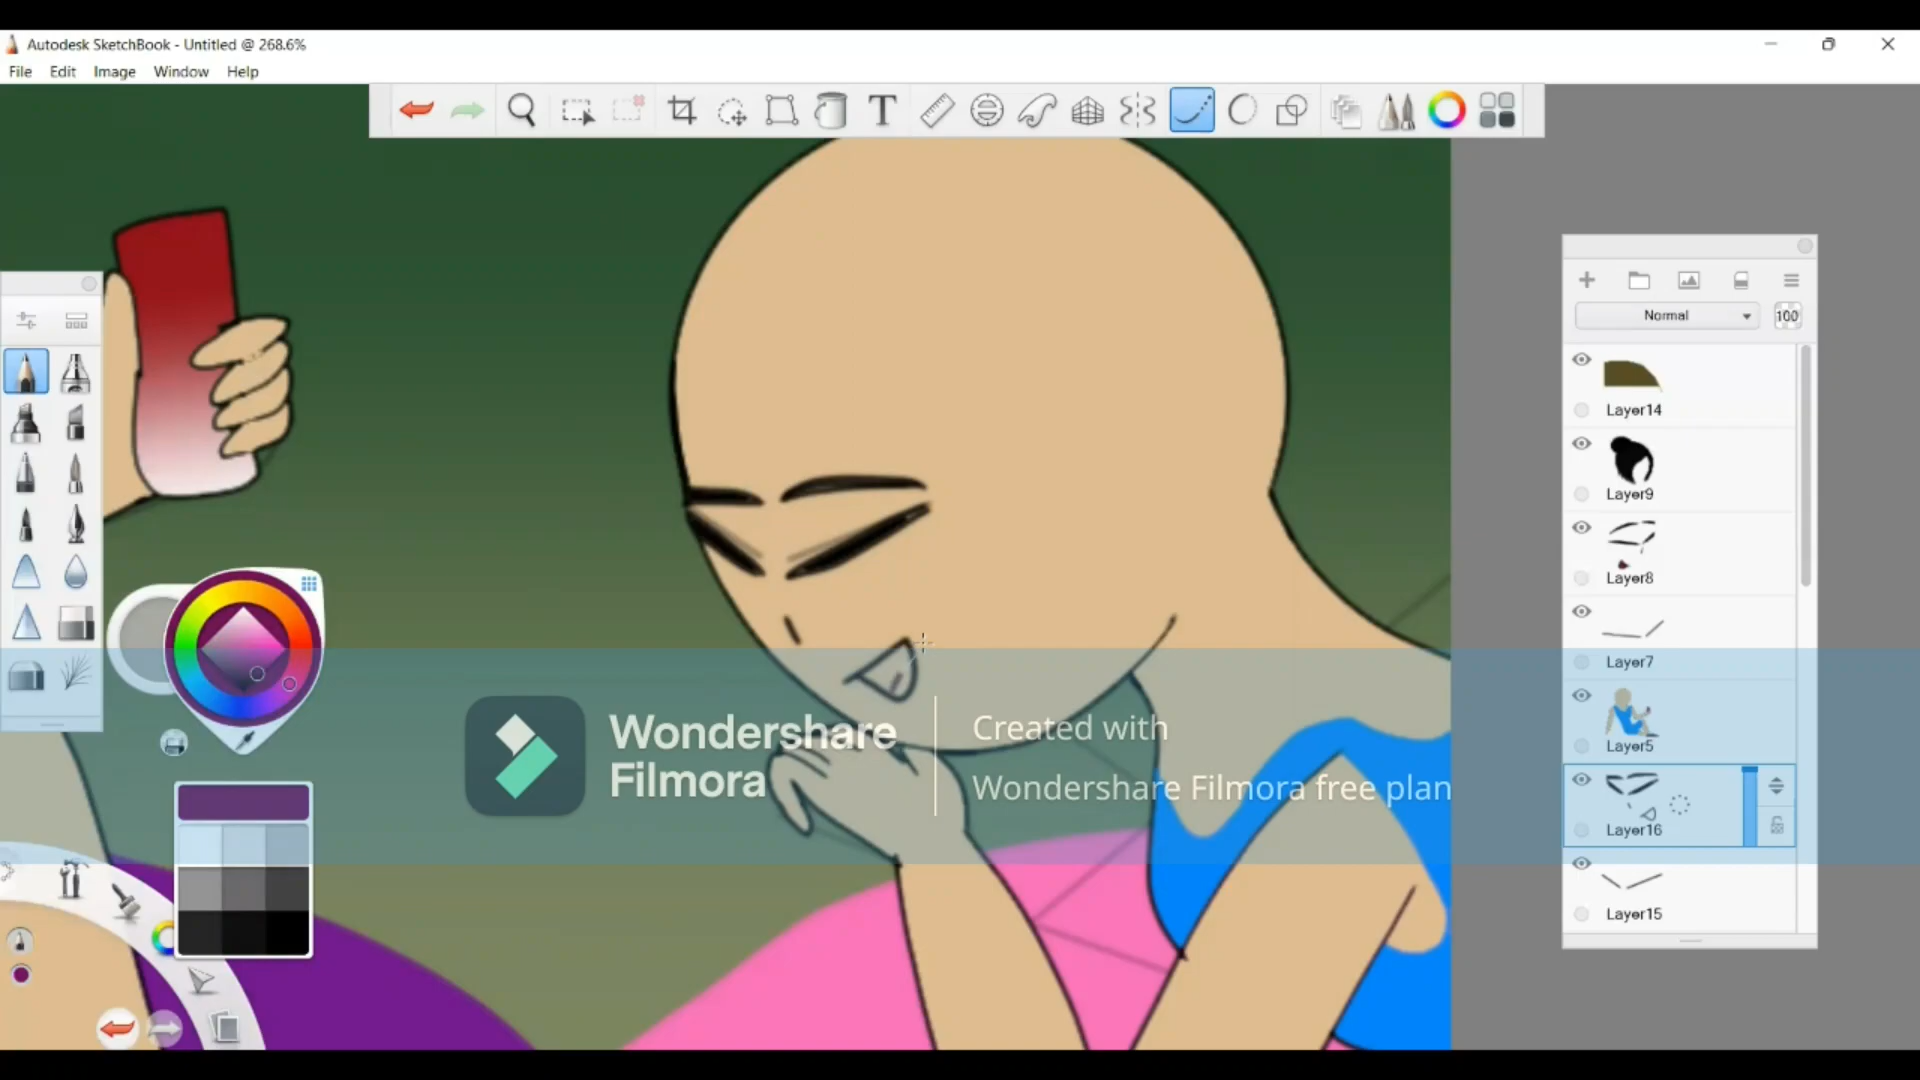 Autodesk SketchBook - Untitled @ 268.6%
File Edit Image Window Help
T
Normal 100
Layer14
Layer9
Layer8
Layer7
Layer5
Layer16
Layer15
Wondershare
Filmora
Created with
Wondershare Filmora free plan